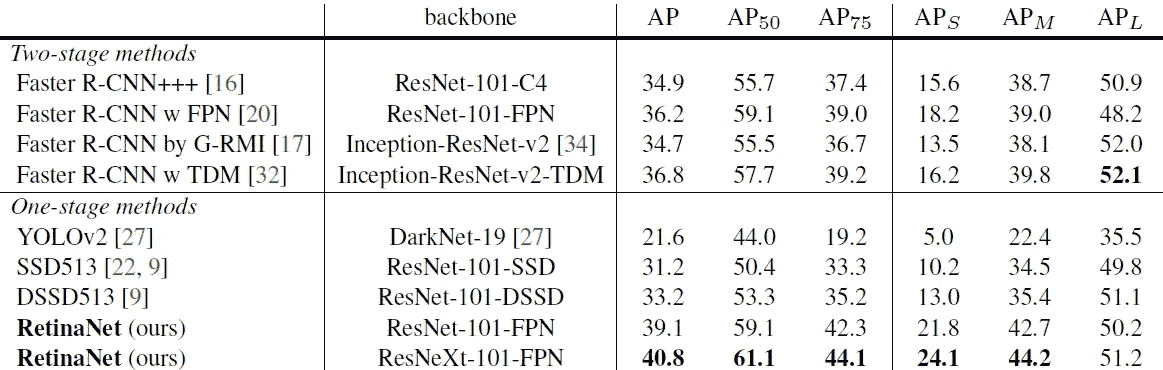 backbone AP AP50 AP75 APS APM APL
Two-stage methods
Faster R-CNN+++ [16] ResNet-101-C4 34.9 55.7 37.4 15.6 38.7 50.9
Faster R-CNN w FPN [20] ResNet-101-FPN 36.2 59.1 39.0 18.2 39.0 48.2
Faster R-CNN by G-RMI [17] Inception-ResNet-v2 [34] 34.7 55.5 36.7 13.5 38.1 52.0
Faster R-CNN w TDM [32] Inception-ResNet-v2-TDM 36.8 57.7 39.2 16.2 39.8 52.1
One-stage methods
YOLOv2 [27] DarkNet-19 [27] 21.6 44.0 19.2 5.0 22.4 35.5
SSD513 [22, 9] ResNet-101-SSD 31.2 50.4 33.3 10.2 34.5 49.8
DSSD513 [9] ResNet-101-DSSD 33.2 53.3 35.2 13.0 35.4 51.1
RetinaNet (ours) ResNet-101-FPN 39.1 59.1 42.3 21.8 42.7 50.2
RetinaNet (ours) ResNeXt-101-FPN 40.8 61.1 44.1 24.1 44.2 51.2